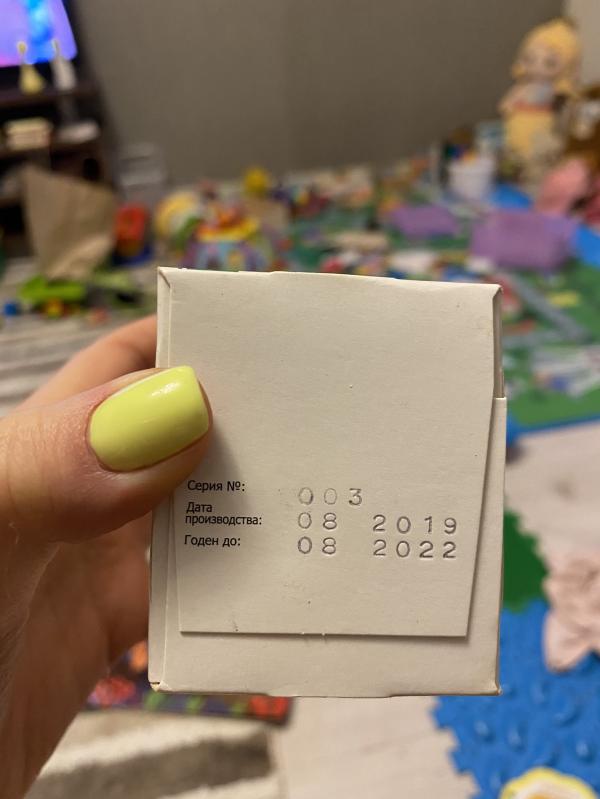 Серия №: 003
Дата
производства: 08 2019
Годен до: 08 2022